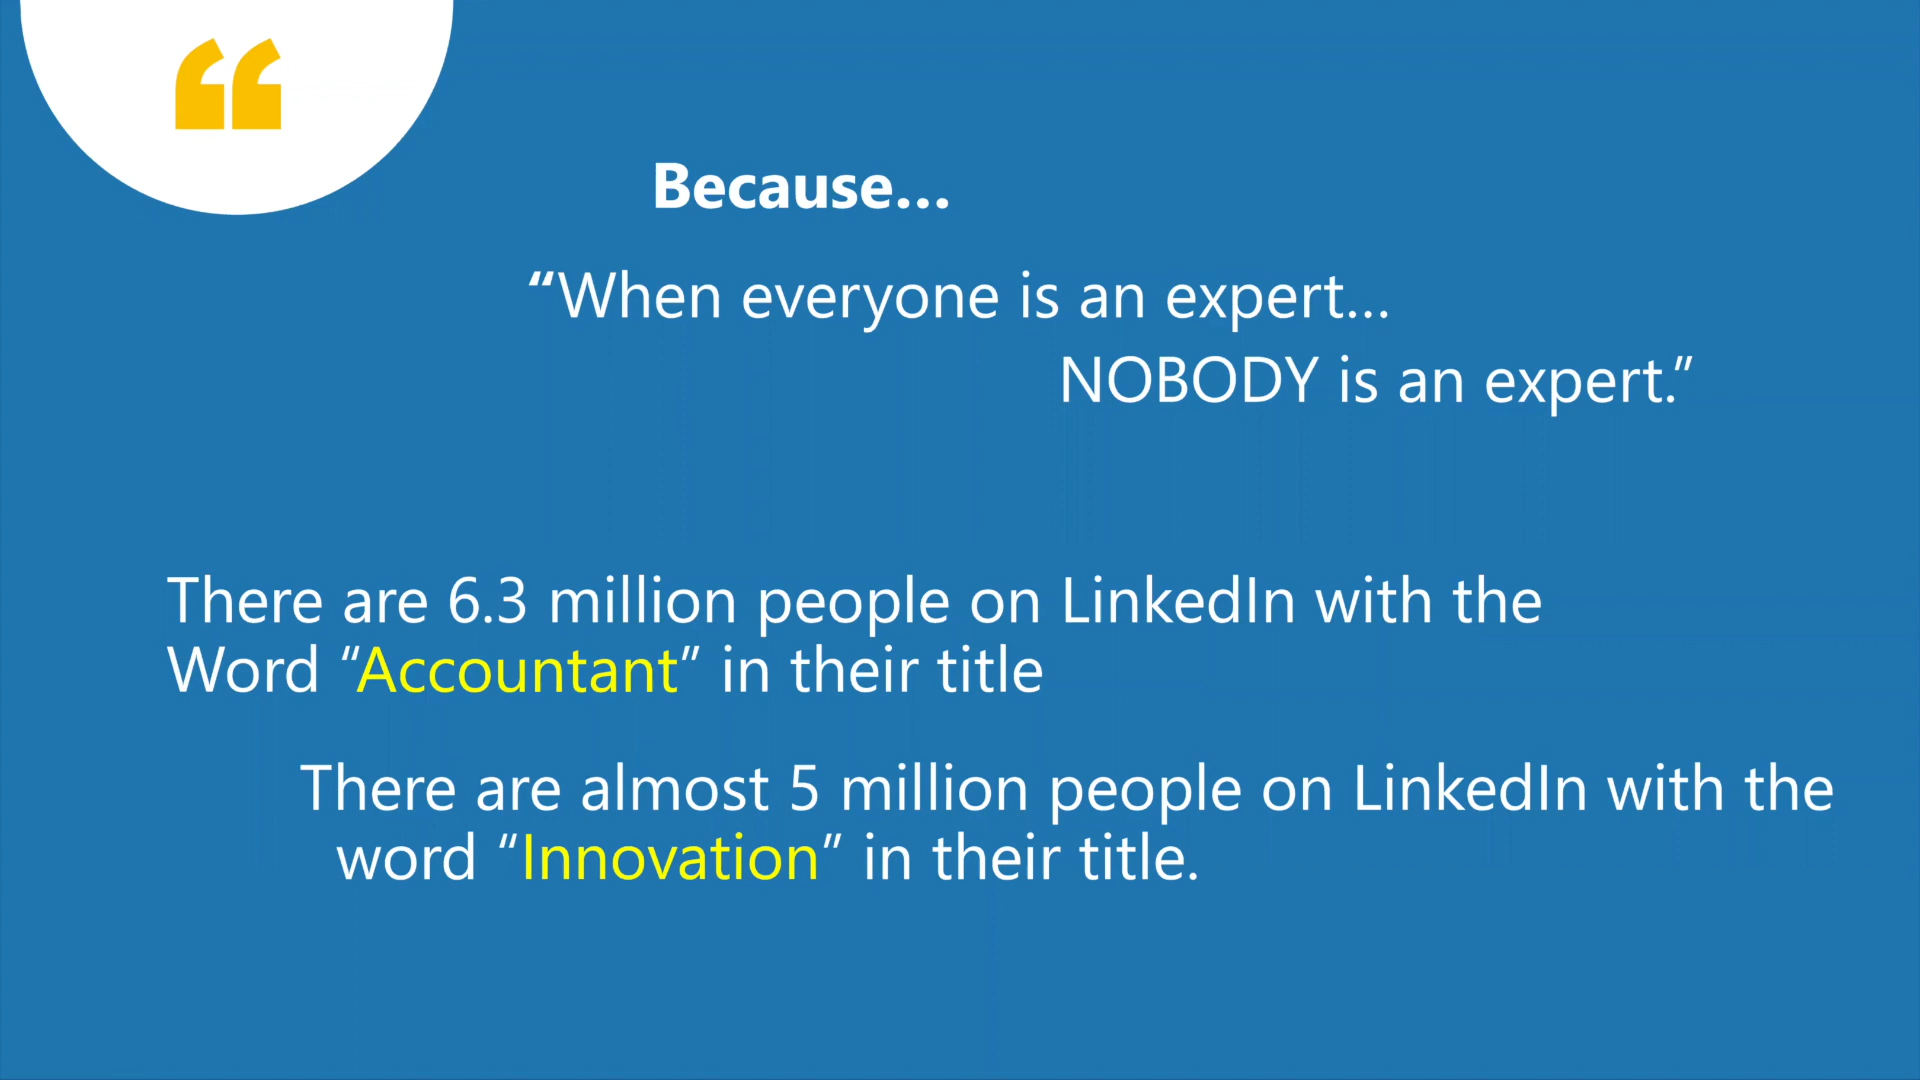 “
Because...
“When everyone is an expert...
NOBODY is an expert.”
There are 6.3 million people on LinkedIn with the
Word “Accountant” in their title
There are almost 5 million people on LinkedIn with the
word “Innovation” in their title.